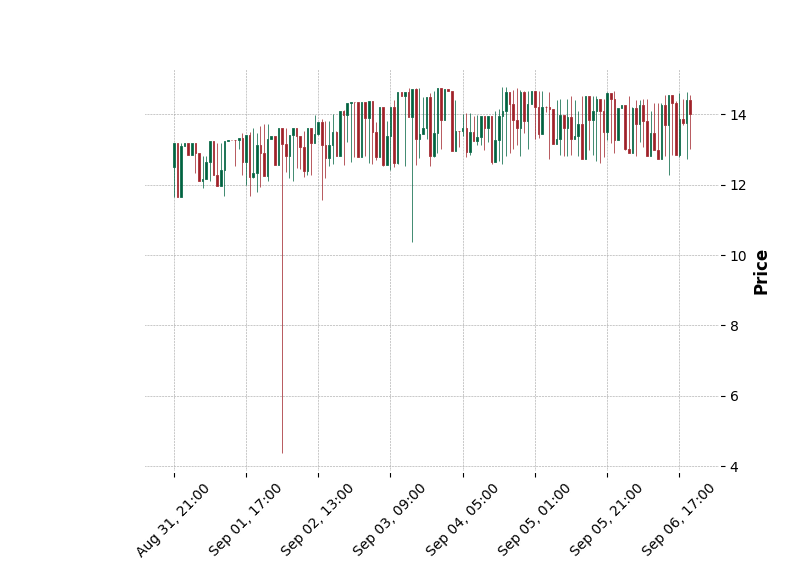 14
12
10
8
6
4
Price
Aug 31, 21:00
Sep 01, 17:00
Sep 02, 13:00
Sep 03, 09:00
Sep 04, 05:00
Sep 05, 01:00
Sep 05, 21:00
Sep 06, 17:00